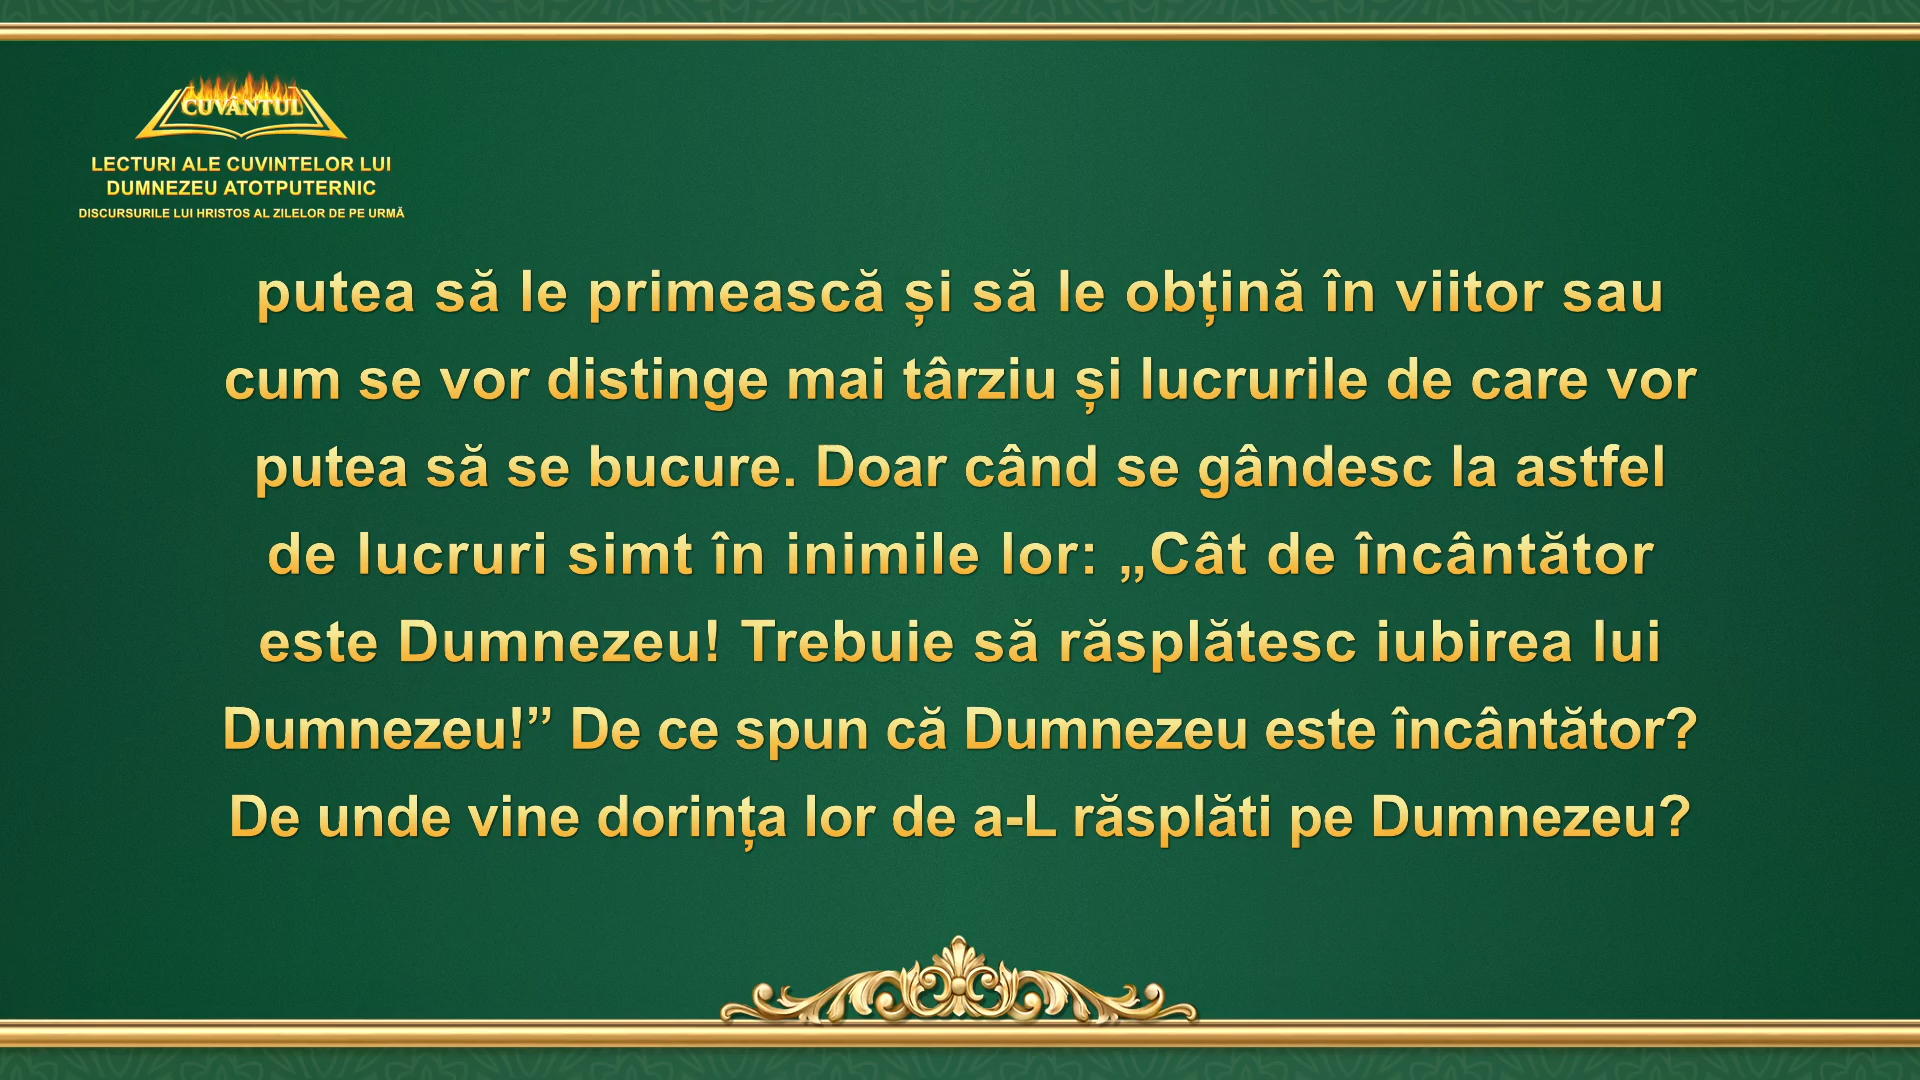 CUVÂNTUL
LECTURI ALE CUVINTELOR LUI
DUMNEZEU ATOTPUTERNIC
DISCURSURILE LUI HRISTOS AL ZILELOR DE PE URMĂ
putea să le primească și să le obțină în viitor sau
cum se vor distinge mai târziu și lucrurile de care vor
putea să se bucure. Doar când se gândesc la astfel
de lucruri simt în inimile lor: „Cât de încântător
este Dumnezeu! Trebuie să răsplătesc iubirea lui
Dumnezeu!” De ce spun că Dumnezeu este încântător?
De unde vine dorința lor de a-L răsplăti pe Dumnezeu?